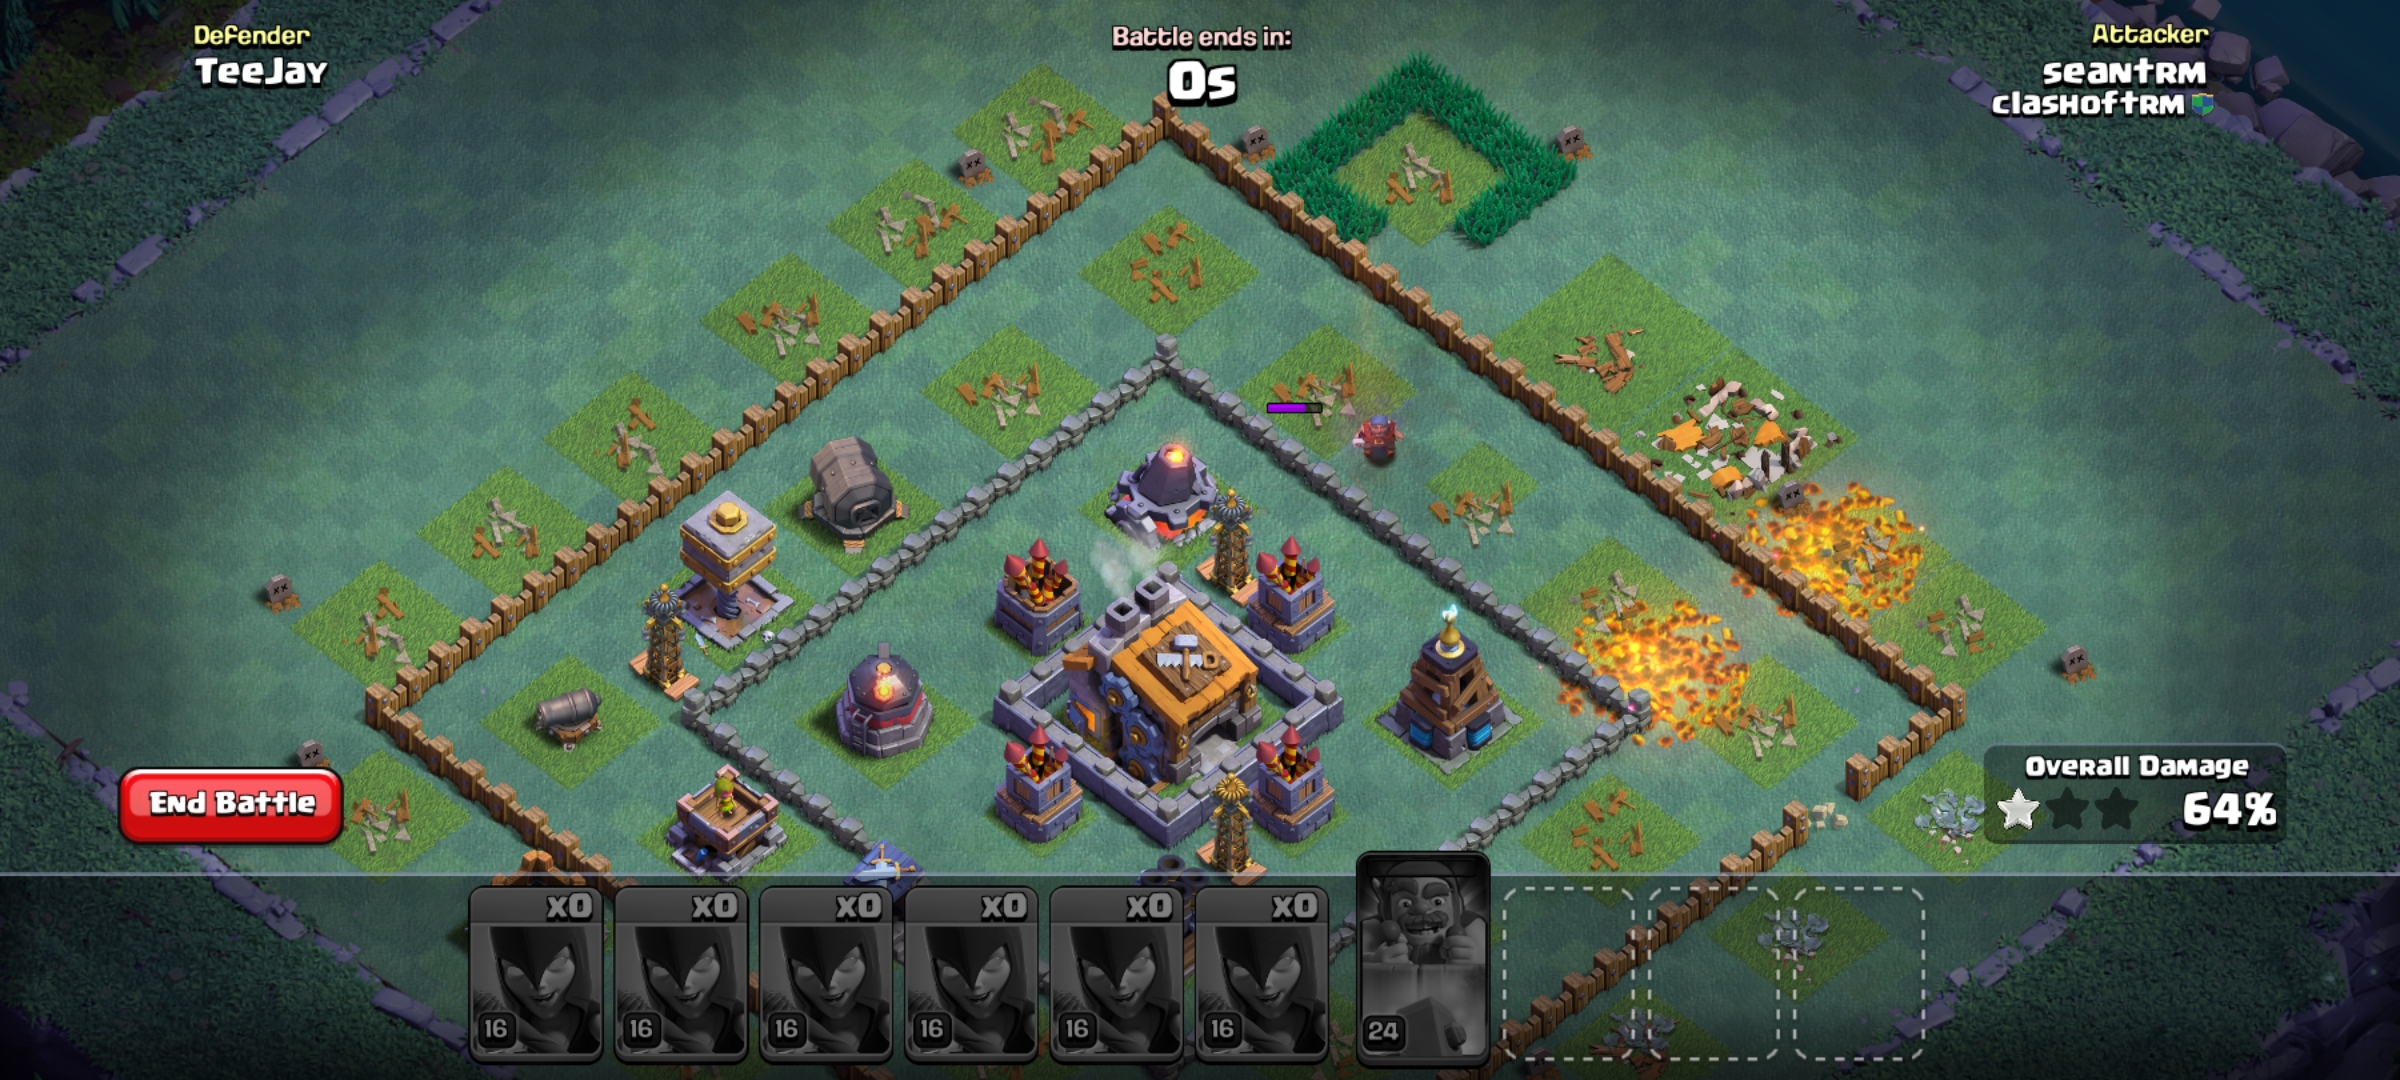 Defender
TeeJay
Battle ends in:
0s
Attacker
seantRM
clashoftRM
End Battle
Overall Damage
64%
x0
x0
x0
x0
x0
x0
16
16
16
16
16
16
24